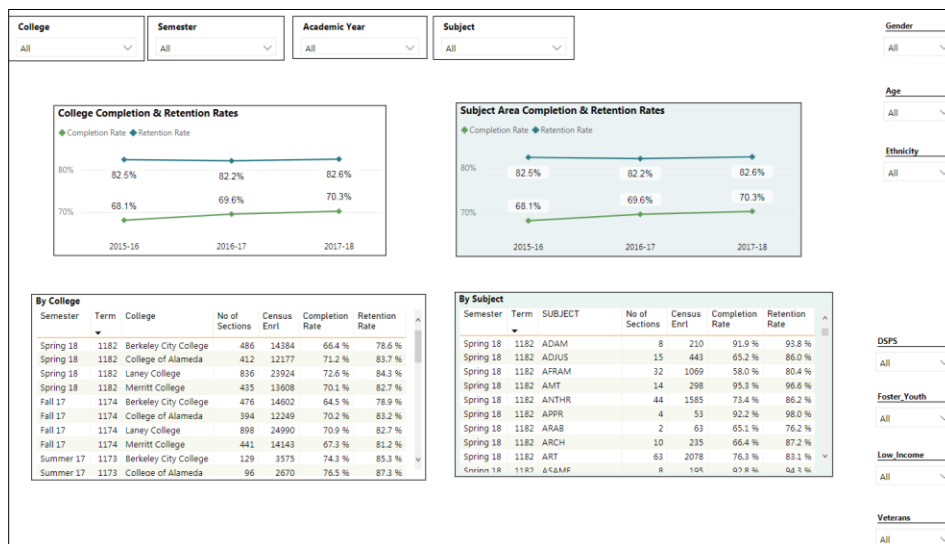 College Semester Academic Year Subject
All All All All
Gender
All
Age
All
Ethnicity
All
College Completion & Retention Rates
Completion Rate Retention Rate
80%
82.5% 82.2% 82.6%
70%
68.1% 69.6% 70.3%
2015-16 2016-17 2017-18
Subject Area Completion & Retention Rates
Completion Rate Retention Rate
80%
82.5% 82.2% 82.6%
70%
68.1% 69.6% 70.3%
2015-16 2016-17 2017-18
By College
Semester Term College No of Sections Census Enrl Completion Rate Retention Rate
Spring 18 1182 Berkeley City College 486 14384 66.4 % 78.6 %
Spring 18 1182 College of Alameda 412 12177 71.2 % 83.7 %
Spring 18 1182 Laney College 836 23924 72.6 % 84.3 %
Spring 18 1182 Merritt College 435 13608 70.1 % 82.7 %
Fall 17 1174 Berkeley City College 476 14602 64.5 % 78.9 %
Fall 17 1174 College of Alameda 394 12249 70.2 % 83.2 %
Fall 17 1174 Laney College 898 24990 70.9 % 82.7 %
Fall 17 1174 Merritt College 441 14143 67.3 % 81.2 %
Summer 17 1173 Berkeley City College 129 3575 74.3 % 85.3 %
Summer 17 1173 College of Alameda 96 2670 76.5 % 87.3 %
By Subject
Semester Term SUBJECT No of Sections Census Enrl Completion Rate Retention Rate
Spring 18 1182 ADAM 8 210 91.9 % 93.8 %
Spring 18 1182 ADJUS 15 443 65.2 % 86.0 %
Spring 18 1182 AFRAM 32 1069 58.0 % 80.4 %
Spring 18 1182 AMT 14 298 95.3 % 96.6 %
Spring 18 1182 ANTHR 44 1585 73.4 % 86.2 %
Spring 18 1182 APPR 4 53 92.2 % 98.0 %
Spring 18 1182 ARAB 2 63 65.1 % 76.2 %
Spring 18 1182 ARCH 10 235 66.4 % 87.2 %
Spring 18 1182 ART 63 2078 76.3 % 83.1 %
Spring 18 1182 ASAME 8 195 92.8 % 94.3 %
DSPS
All
Foster_Youth
All
Low_Income
All
Veterans
All